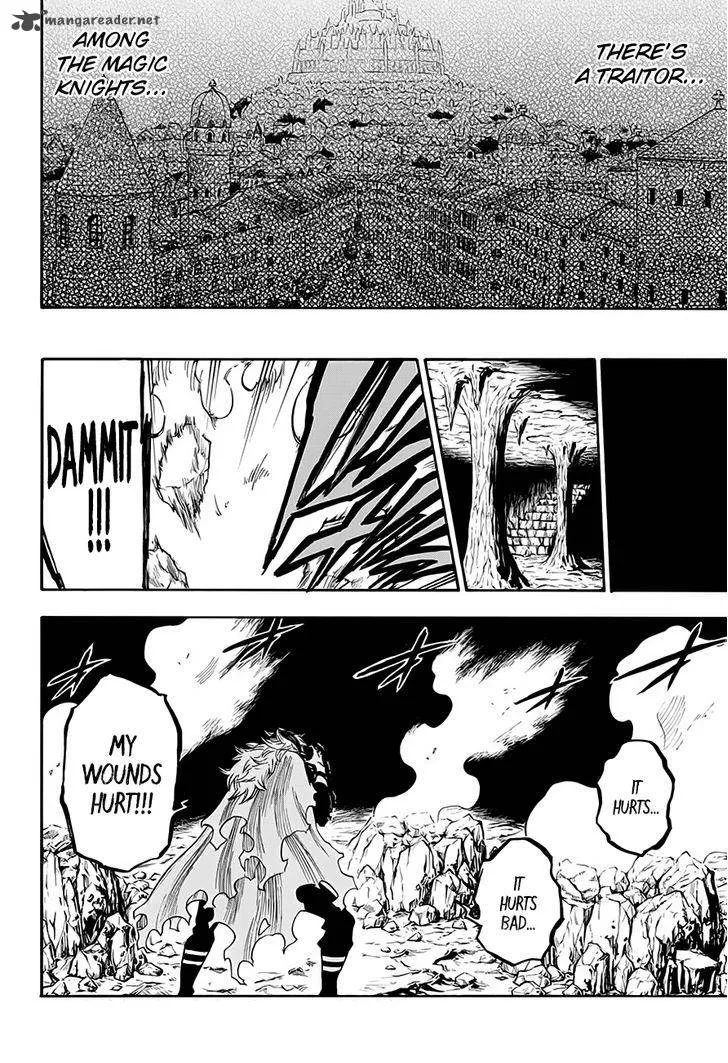 mangareader.net
THERE'S
A TRAITOR...
AMONG
THE MAGIC
KNIGHTS...
DAMMIT
!!!
IT
HURTS...
IT
HURTS
BAD...
MY
WOUNDS
HURT!!!